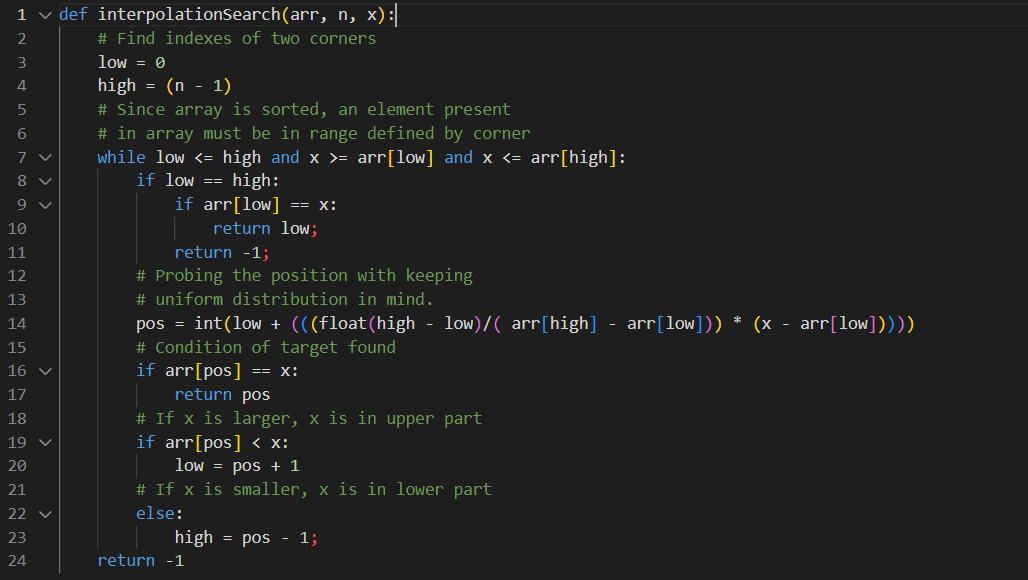 1 def interpolationSearch(arr, n, x):
2 # Find indexes of two corners
3 low = 0
4 high = (n - 1)
5 # Since array is sorted, an element present
6 # in array must be in range defined by corner
7 while low <= high and x >= arr[low] and x <= arr[high]:
8 if low == high:
9 if arr[low] == x:
10 return low;
11 return -1;
12 # Probing the position with keeping
13 # uniform distribution in mind.
14 pos = int(low + (((float(high - low)/( arr[high] - arr[low])) * (x - arr[low]))))
15 # Condition of target found
16 if arr[pos] == x:
17 return pos
18 # If x is larger, x is in upper part
19 if arr[pos] < x:
20 low = pos + 1
21 # If x is smaller, x is in lower part
22 else:
23 high = pos - 1;
24 return -1